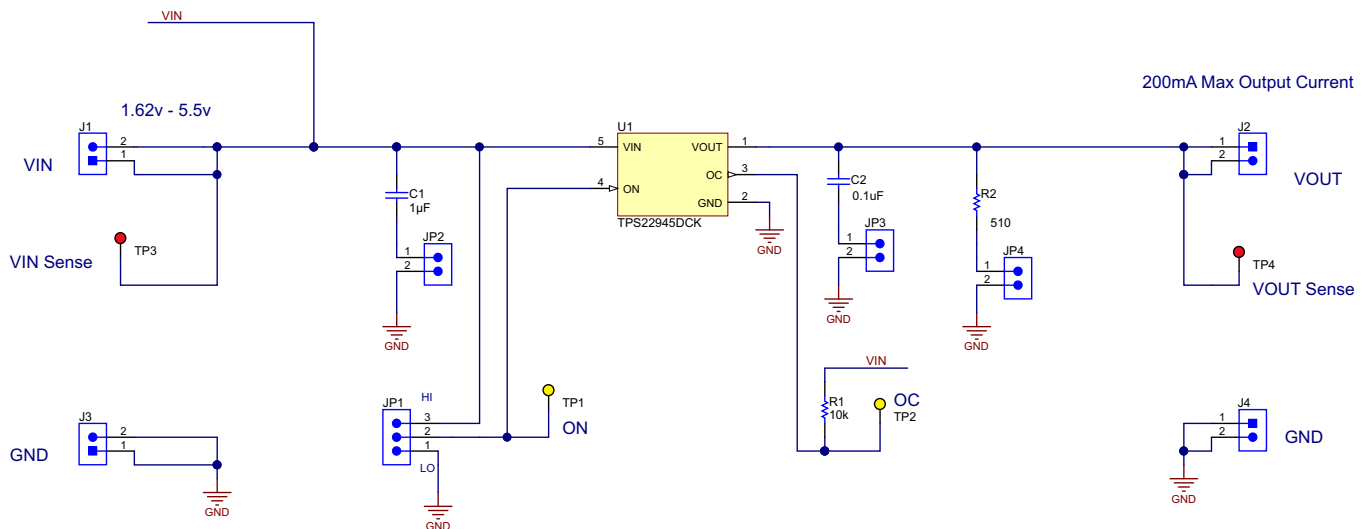 VIN
200mA Max Output Current
1.62v - 5.5v
J1
2
1
VIN
U1
5
VIN
VOUT
1
4
ON
OC
3
GND
2
TPS22945DCK
GND
C1
1µF
JP2
1
2
GND
C2
0.1uF
JP3
1
2
GND
R2
510
JP4
1
2
GND
J2
1
2
VOUT
TP3
VIN Sense
TP4
VOUT Sense
JP1
HI
3
2
1
LO
GND
TP1
ON
VIN
R1
10k
OC
TP2
J3
2
1
GND
GND
J4
1
2
GND
GND